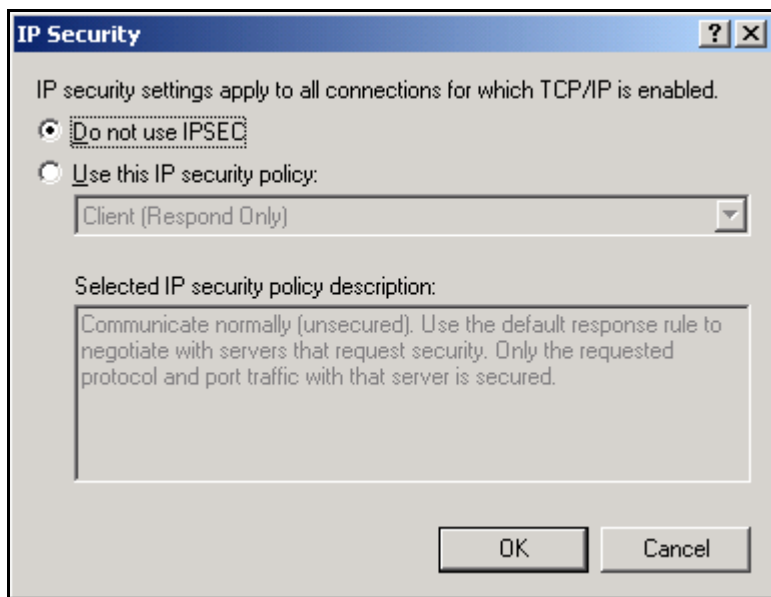 IP Security
IP security settings apply to all connections for which TCP/IP is enabled.
Do not use IPSEC
Use this IP security policy:
Client (Respond Only)
Selected IP security policy description:
Communicate normally (unsecured). Use the default response rule to
negotiate with servers that request security. Only the requested
protocol and port traffic with that server is secured.
OK Cancel